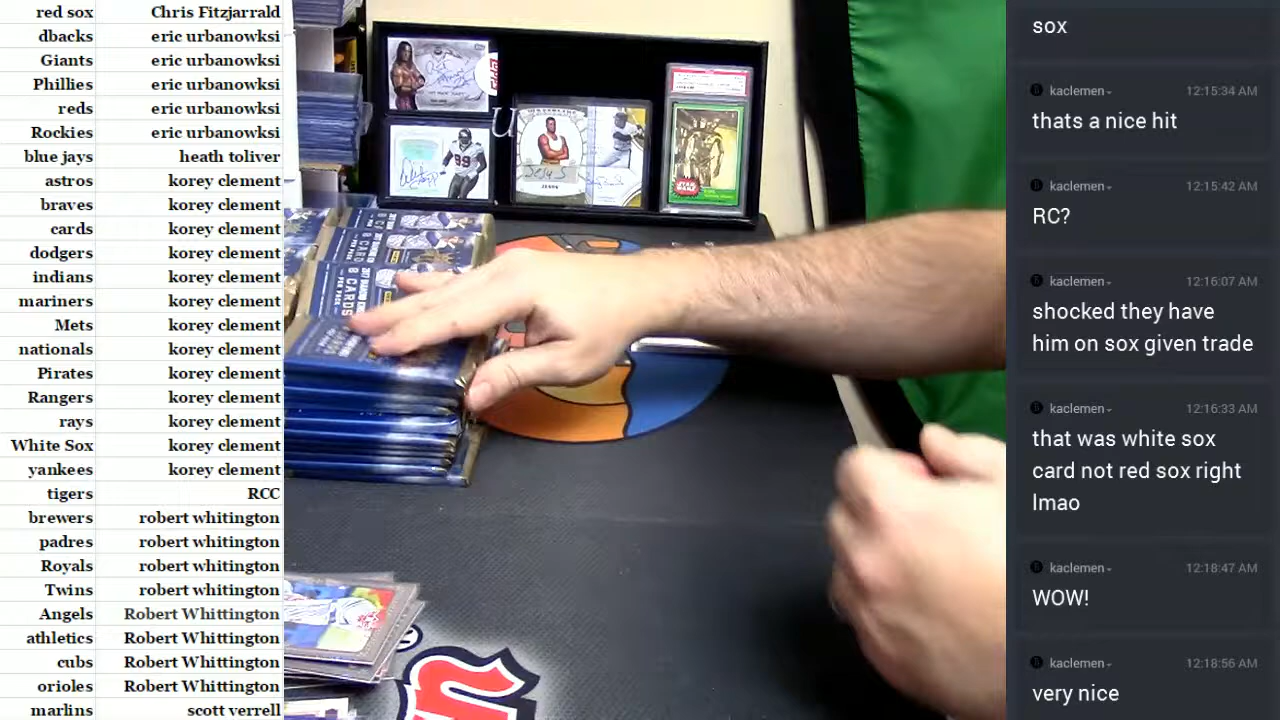 red sox Chris Fitzjarrald
dbacks eric urbanowksi
Giants eric urbanowksi
Phillies eric urbanowksi
reds eric urbanowksi
Rockies eric urbanowksi
blue jays heath toliver
astros korey clement
braves korey clement
cards korey clement
dodgers korey clement
indians korey clement
mariners korey clement
Mets korey clement
nationals korey clement
Pirates korey clement
Rangers korey clement
rays korey clement
White Sox korey clement
yankees korey clement
tigers RCC
brewers robert whitington
padres robert whitington
Royals robert whitington
Twins robert whitington
Angels Robert Whittington
athletics Robert Whittington
cubs Robert Whittington
orioles Robert Whittington
marlins scott verrell
STAR
WARS
8 CARDS
PER PACK
sox
kaclemen 12:15:34 AM
thats a nice hit
kaclemen 12:15:42 AM
RC?
kaclemen 12:16:07 AM
shocked they have
him on sox given trade
kaclemen 12:16:33 AM
that was white sox
card not red sox right
lmao
kaclemen 12:18:47 AM
WOW!
kaclemen 12:18:56 AM
very nice